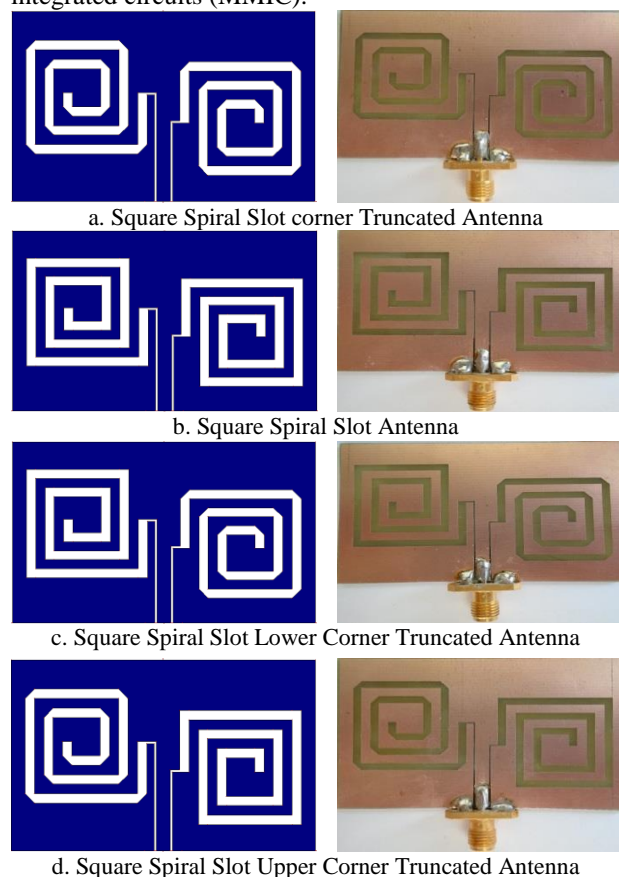 integrated circuits (MMIC).
a. Square Spiral Slot corner Truncated Antenna
b. Square Spiral Slot Antenna
c. Square Spiral Slot Lower Corner Truncated Antenna
d. Square Spiral Slot Upper Corner Truncated Antenna